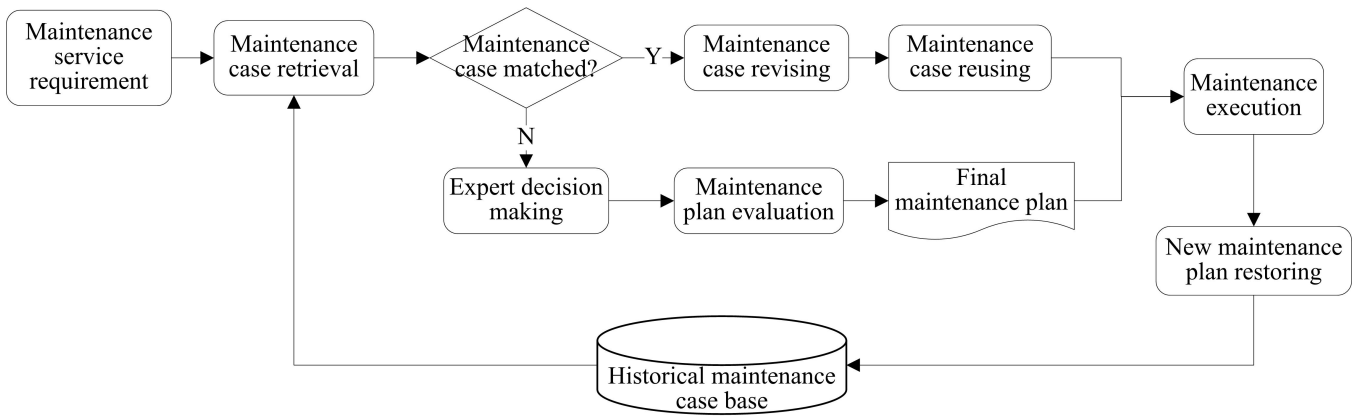 Maintenance
service
requirement
Maintenance
case retrieval
Maintenance
case matched?
Y
Maintenance
case revising
Maintenance
case reusing
Maintenance
execution
N
Expert decision
making
Maintenance
plan evaluation
Final
maintenance plan
New maintenance
plan restoring
Historical maintenance
case base